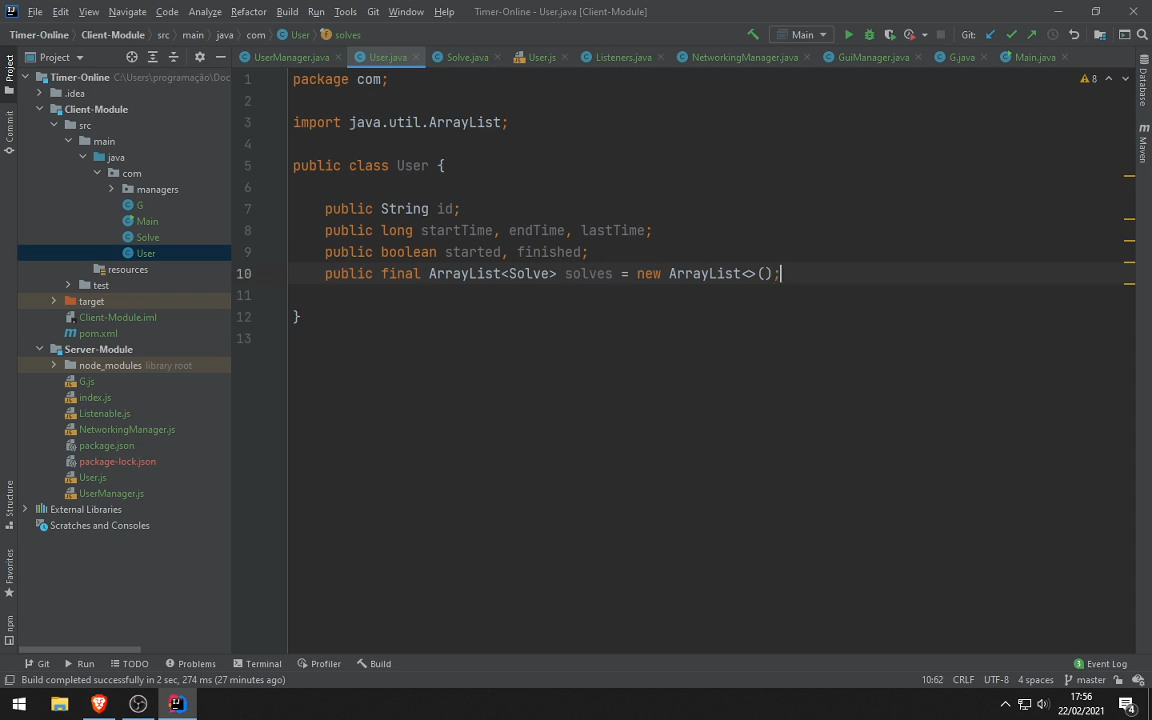 File Edit View Navigate Code Analyze Refactor Build Run Tools Git Window Help Timer-Online - User.java [Client-Module]
Timer-Online Client-Module src main java com User solves Main Git:
Project UserManager.java User.java Solve.java User.js Listeners.java NetworkingManager.java GuiManager.java G.java Main.java
Timer-Online C:\Users\programação\Doc
.idea
Client-Module
src
main
java
com
managers
G
Main
Solve
User
resources
test
target
Client-Module.iml
pom.xml
Server-Module
node_modules library root
G.js
index.js
Listenable.js
NetworkingManager.js
package.json
package-lock.json
User.js
UserManager.js
External Libraries
Scratches and Consoles
1 package com;
2
3 import java.util.ArrayList;
4
5 public class User {
6
7 public String id;
8 public long startTime, endTime, lastTime;
9 public boolean started, finished;
10 public final ArrayList<Solve> solves = new ArrayList<>();
11
12 }
13
8
Project
Commit
Structure
Favorites
npm
Database
Maven
Git Run TODO Problems Terminal Profiler Build 3 Event Log
Build completed successfully in 2 sec, 274 ms (27 minutes ago) 10:62 CRLF UTF-8 4 spaces master
17:56
22/02/2021
4